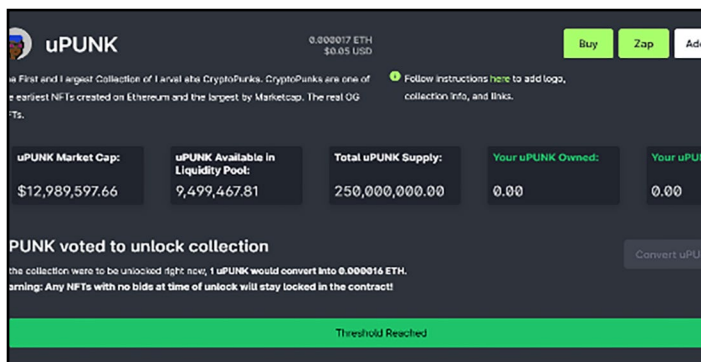 uPUNK
0.000017 ETH
$0.05 USD
Buy
Zap
First and Largest Collection of Larval abs CryptoPunks. CryptoPunks are one of
earliest NFTs created on Ethereum and the largest by Marketcap. The real OG
Follow instructions here to add logo,
collection info, and links.
uPUNK Market Cap:
$12,989,597.66
uPUNK Available in
Liquidity Pool:
9,499,467.81
Total uPUNK Supply:
250,000,000.00
Your uPUNK Owned:
0.00
Your
0.00
PUNK voted to unlock collection
the collection were to be unlocked right now, 1 uPUNK would convert into 0.000016 ETH.
arning: Any NFTs with no bids at time of unlock will stay locked in the contract!
Convert
Threshold Reached